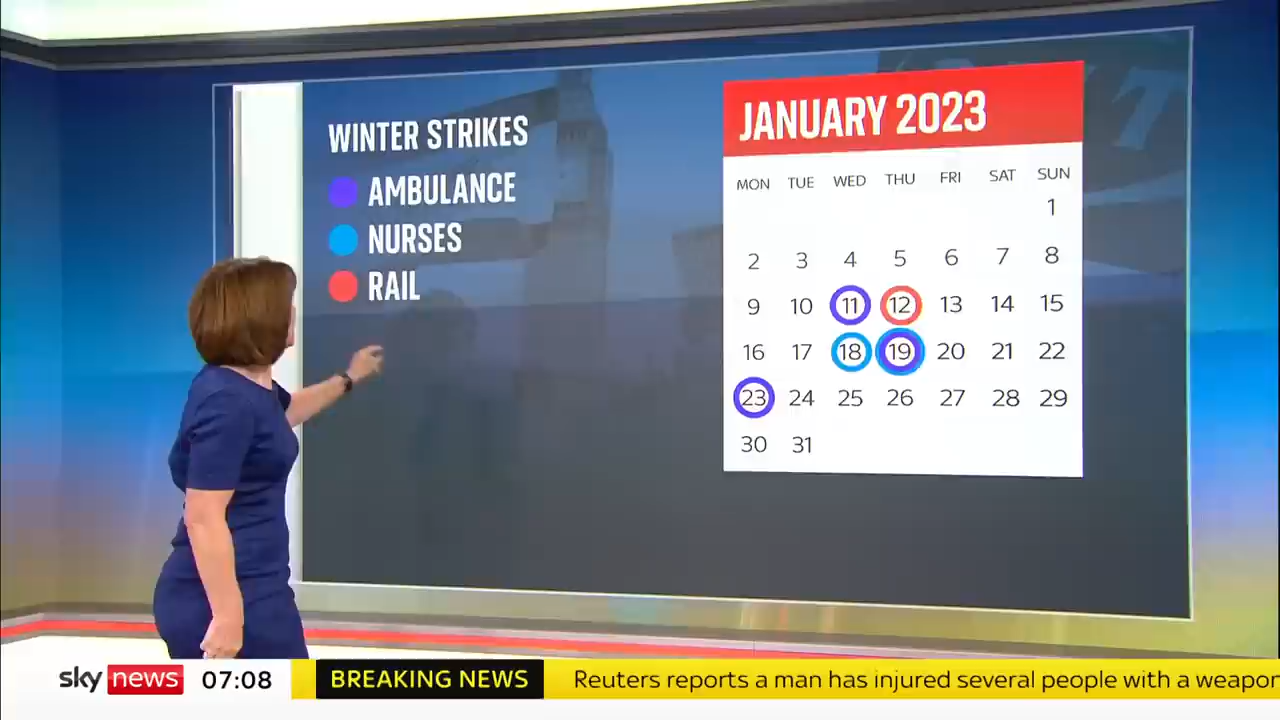 WINTER STRIKES
AMBULANCE
NURSES
RAIL
JANUARY 2023
MON TUE WED THU FRI SAT SUN
1
2 3 4 5 6 7 8
9 10 11 12 13 14 15
16 17 18 19 20 21 22
23 24 25 26 27 28 29
30 31
sky news 07:08 BREAKING NEWS Reuters reports a man has injured several people with a weapon